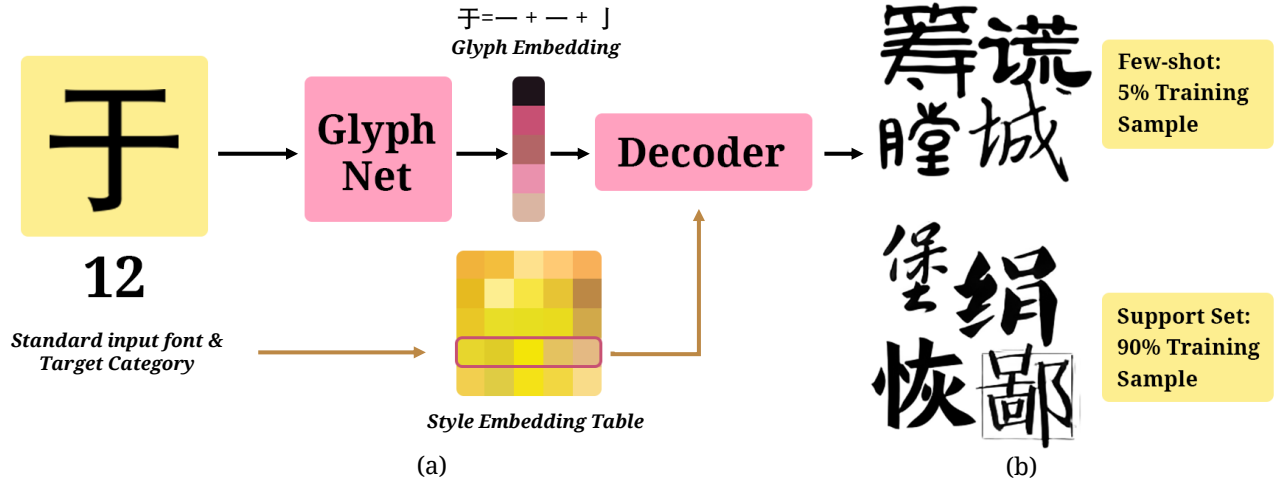 于=一 + 一 + 亅
Glyph Embedding
于
Glyph
Net
Decoder
12
Standard input font &
Target Category
Style Embedding Table
(a)
筹谎
瞠城
Few-shot:
5% Training
Sample
堡绢
恢鄙
Support Set:
90% Training
Sample
(b)